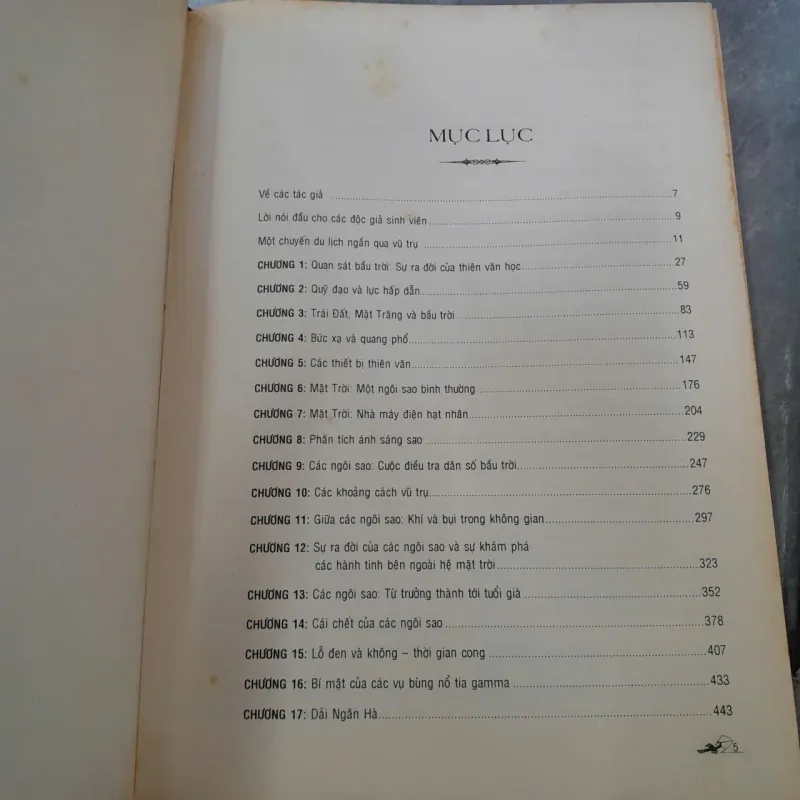 MỤC LỤC
Về các tác giả ........ 7
Lời nói đầu cho các độc giả sinh viên ........ 9
Một chuyến du lịch ngắn qua vũ trụ ........ 11
CHƯƠNG 1: Quan sát bầu trời: Sự ra đời của thiên văn học ........ 27
CHƯƠNG 2: Quỹ đạo và lực hấp dẫn ........ 59
CHƯƠNG 3: Trái Đất, Mặt Trăng và bầu trời ........ 83
CHƯƠNG 4: Bức xạ và quang phổ ........ 113
CHƯƠNG 5: Các thiết bị thiên văn ........ 147
CHƯƠNG 6: Mặt Trời: Một ngôi sao bình thường ........ 176
CHƯƠNG 7: Mặt Trời: Nhà máy điện hạt nhân ........ 204
CHƯƠNG 8: Phân tích ánh sáng sao ........ 229
CHƯƠNG 9: Các ngôi sao: Cuộc điều tra dân số bầu trời ........ 247
CHƯƠNG 10: Các khoảng cách vũ trụ ........ 276
CHƯƠNG 11: Giữa các ngôi sao: Khí và bụi trong không gian ........ 297
CHƯƠNG 12: Sự ra đời của các ngôi sao và sự khám phá
các hành tinh bên ngoài hệ mặt trời ........ 323
CHƯƠNG 13: Các ngôi sao: Từ trưởng thành tới tuổi già ........ 352
CHƯƠNG 14: Cái chết của các ngôi sao ........ 378
CHƯƠNG 15: Lỗ đen và không – thời gian cong ........ 407
CHƯƠNG 16: Bí mật của các vụ bùng nổ tia gamma ........ 433
CHƯƠNG 17: Dải Ngân Hà ........ 443
5